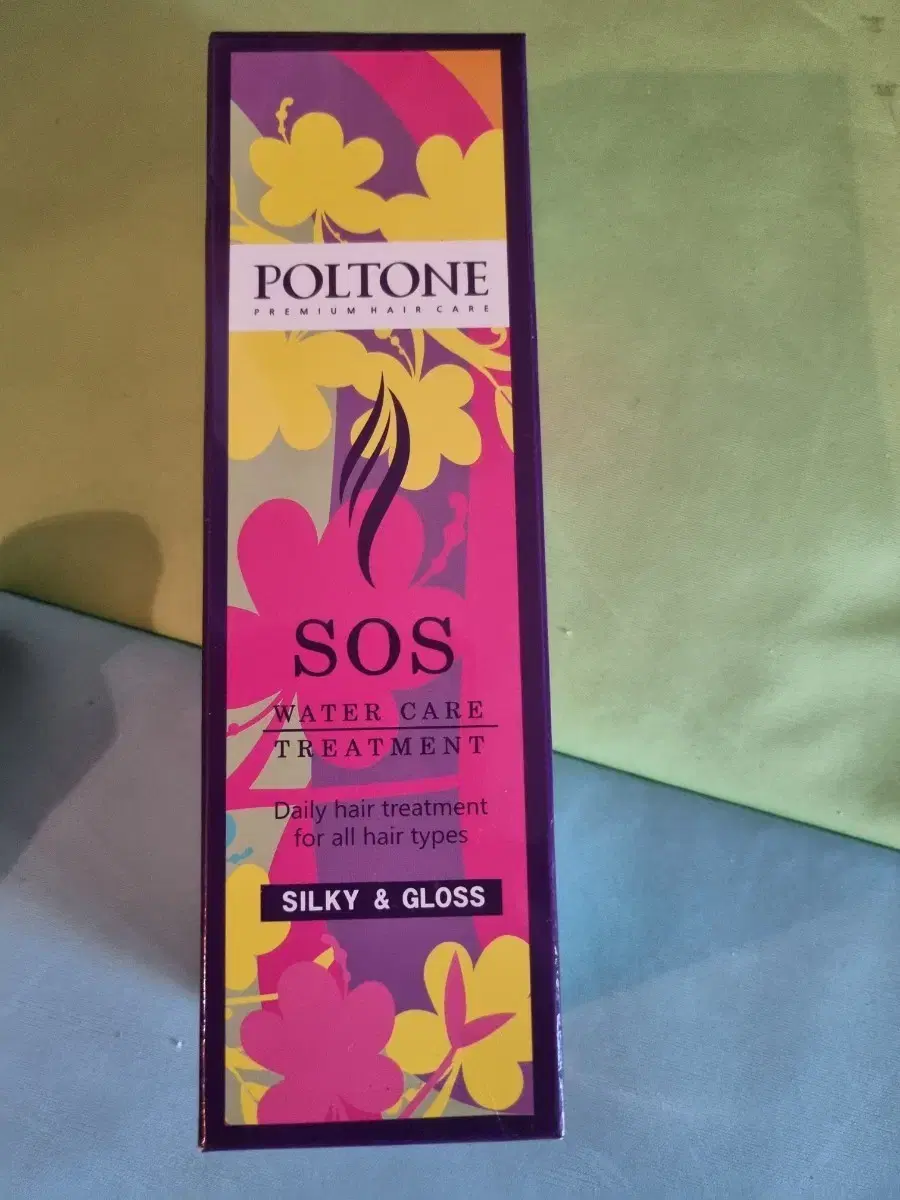 POLTONE
PREMIUM HAIR CARE
SOS
WATER CARE
TREATMENT
Daily hair treatment
for all hair types
SILKY & GLOSS